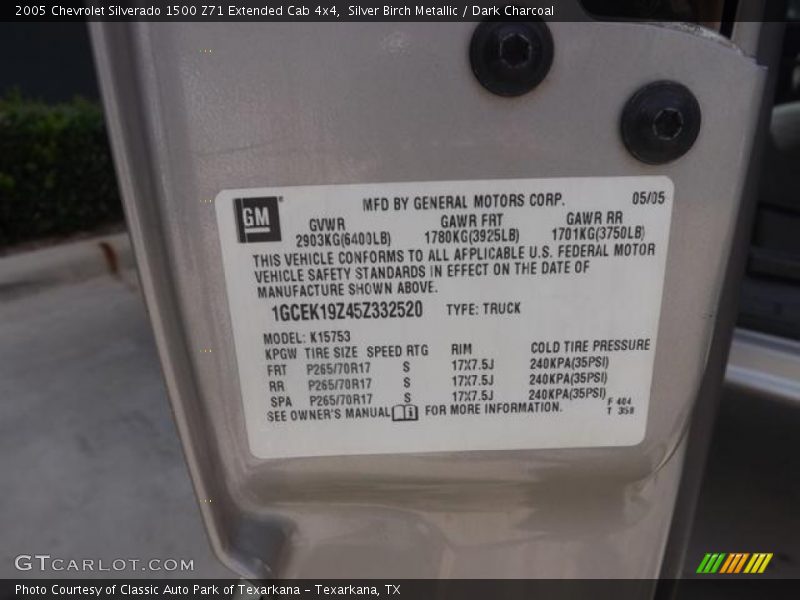 2005 Chevrolet Silverado 1500 Z71 Extended Cab 4x4,  Silver Birch Metallic / Dark Charcoal
GM MFD BY GENERAL MOTORS CORP. 05/05
GVWR GAWR FRT GAWR RR
2903KG(6400LB) 1780KG(3925LB) 1701KG(3750LB)
THIS VEHICLE CONFORMS TO ALL APPLICABLE U.S. FEDERAL MOTOR
VEHICLE SAFETY STANDARDS IN EFFECT ON THE DATE OF
MANUFACTURE SHOWN ABOVE.
1GCEK19Z45Z332520 TYPE: TRUCK
MODEL: K15753
KPGW TIRE SIZE SPEED RTG RIM COLD TIRE PRESSURE
FRT P265/70R17 S 17X7.5J 240KPA(35PSI)
RR P265/70R17 S 17X7.5J 240KPA(35PSI)
SPA P265/70R17 S 17X7.5J 240KPA(35PSI)
SEE OWNER'S MANUAL FOR MORE INFORMATION.
F 404
T 358
GTCARLOT.COM
Photo Courtesy of Classic Auto Park of Texarkana - Texarkana, TX